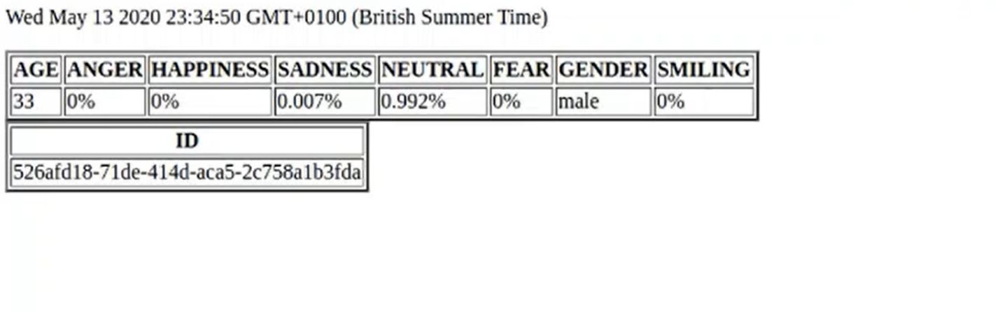 Wed May 13 2020 23:34:50 GMT+0100 (British Summer Time)
AGE ANGER HAPPINESS SADNESS NEUTRAL FEAR GENDER SMILING
33 0% 0% 0.007% 0.992% 0% male 0%
ID
526afd18-71de-414d-aca5-2c758a1b3fda